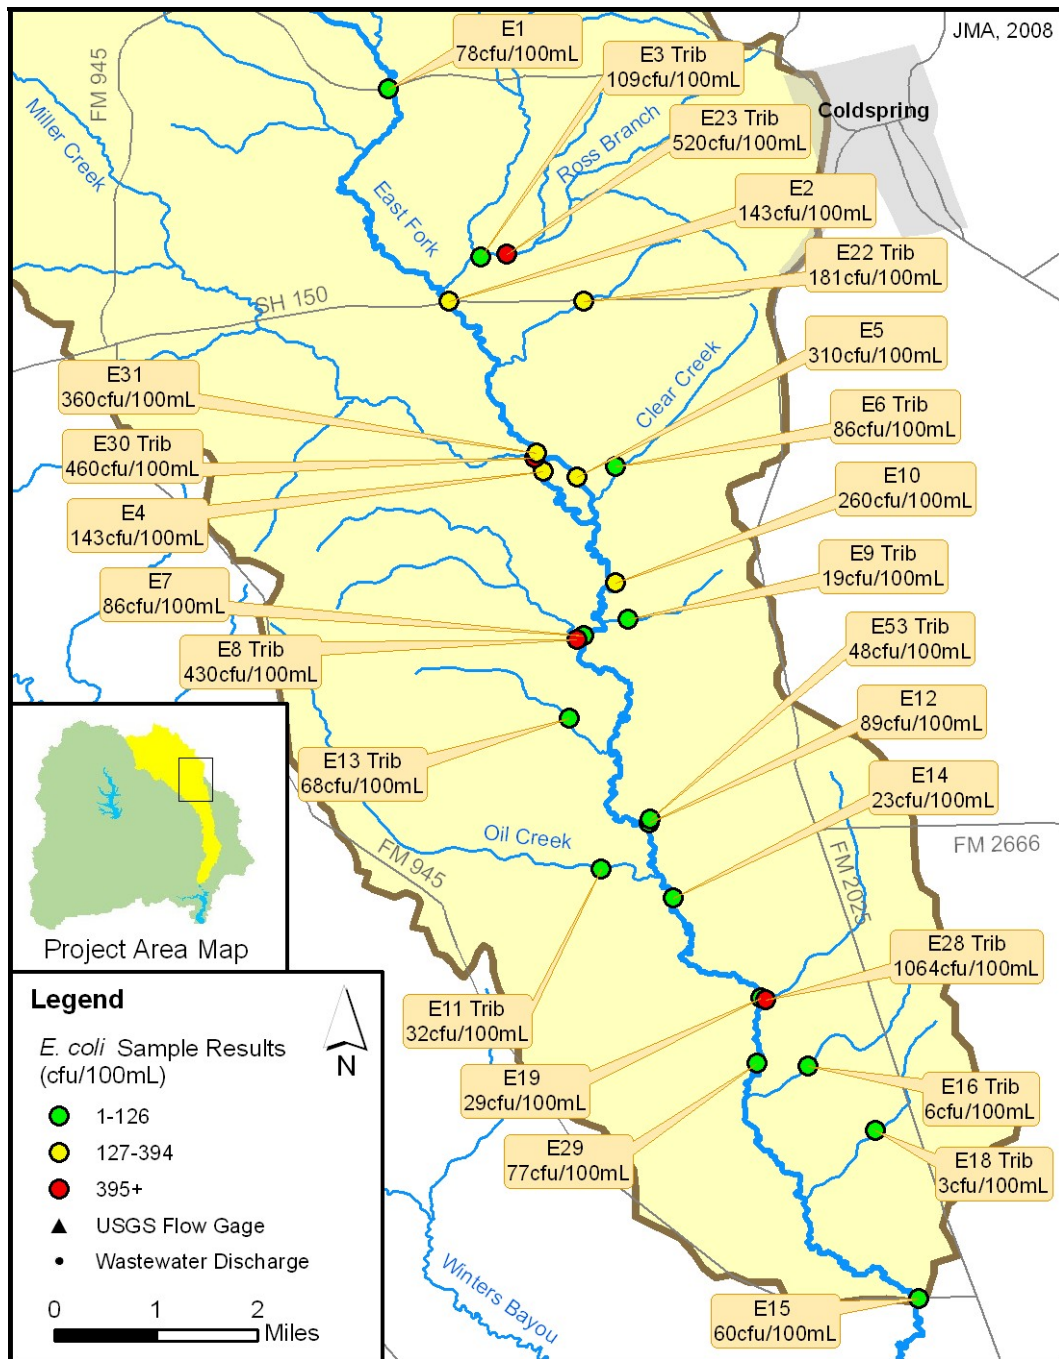 JMA, 2008
E1
78cfu/100mL
E3 Trib
109cfu/100mL
E23 Trib
520cfu/100mL
Coldspring
FM 945
Miller Creek
Ross Branch
East Fork
E2
143cfu/100mL
E22 Trib
181cfu/100mL
SH 150
E5
310cfu/100mL
Clear Creek
E31
360cfu/100mL
E6 Trib
86cfu/100mL
E30 Trib
460cfu/100mL
E10
260cfu/100mL
E4
143cfu/100mL
E9 Trib
19cfu/100mL
E7
86cfu/100mL
E53 Trib
48cfu/100mL
E8 Trib
430cfu/100mL
E12
89cfu/100mL
E13 Trib
68cfu/100mL
E14
23cfu/100mL
Oil Creek
FM 945
FM 2666
FM 2025
Project Area Map
E28 Trib
1064cfu/100mL
E11 Trib
32cfu/100mL
E19
29cfu/100mL
E16 Trib
6cfu/100mL
E29
77cfu/100mL
E18 Trib
3cfu/100mL
Winters Bayou
E15
60cfu/100mL
Legend
E. coli Sample Results
(cfu/100mL)
N
1-126
127-394
395+
USGS Flow Gage
Wastewater Discharge
0 1 2
Miles